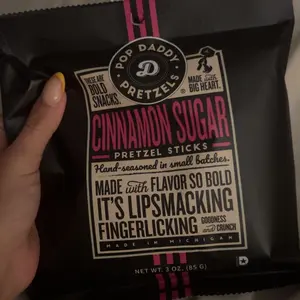 POP DADDY
D
PRETZELS
THESE ARE
BOLD
SNACKS.
MADE with
BIG HEART.
CINNAMON SUGAR
PRETZEL STICKS
Hand-seasoned in small batches.
MADE with FLAVOR SO BOLD
IT'S LIPSMACKING
FINGERLICKING GOODNESS and CRUNCH
MADE IN MICHIGAN
NET WT. 3 OZ. (85 G)